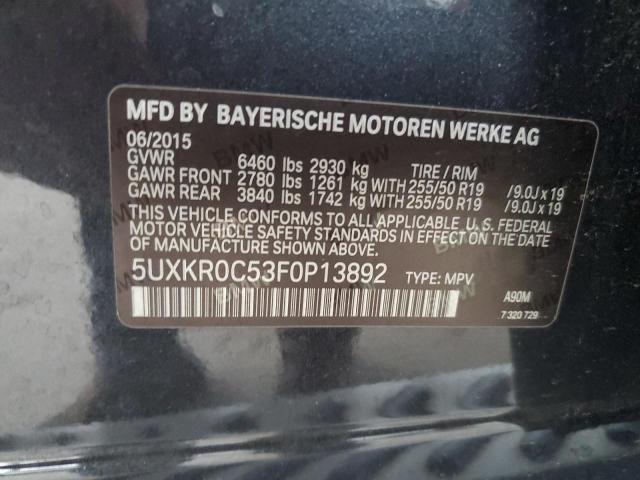 MFD BY BAYERISCHE MOTOREN WERKE AG
06/2015
GVWR 6460 lbs 2930 kg TIRE / RIM
GAWR FRONT 2780 lbs 1261 kg WITH 255/50 R19 /9.0J x 19
GAWR REAR 3840 lbs 1742 kg WITH 255/50 R19 /9.0J x 19
THIS VEHICLE CONFORMS TO ALL APPLICABLE U.S. FEDERAL
MOTOR VEHICLE SAFETY STANDARDS IN EFFECT ON THE DATE
OF MANUFACTURE SHOWN ABOVE.
5UXKR0C53F0P13892 TYPE: MPV
A90M
7 320 729